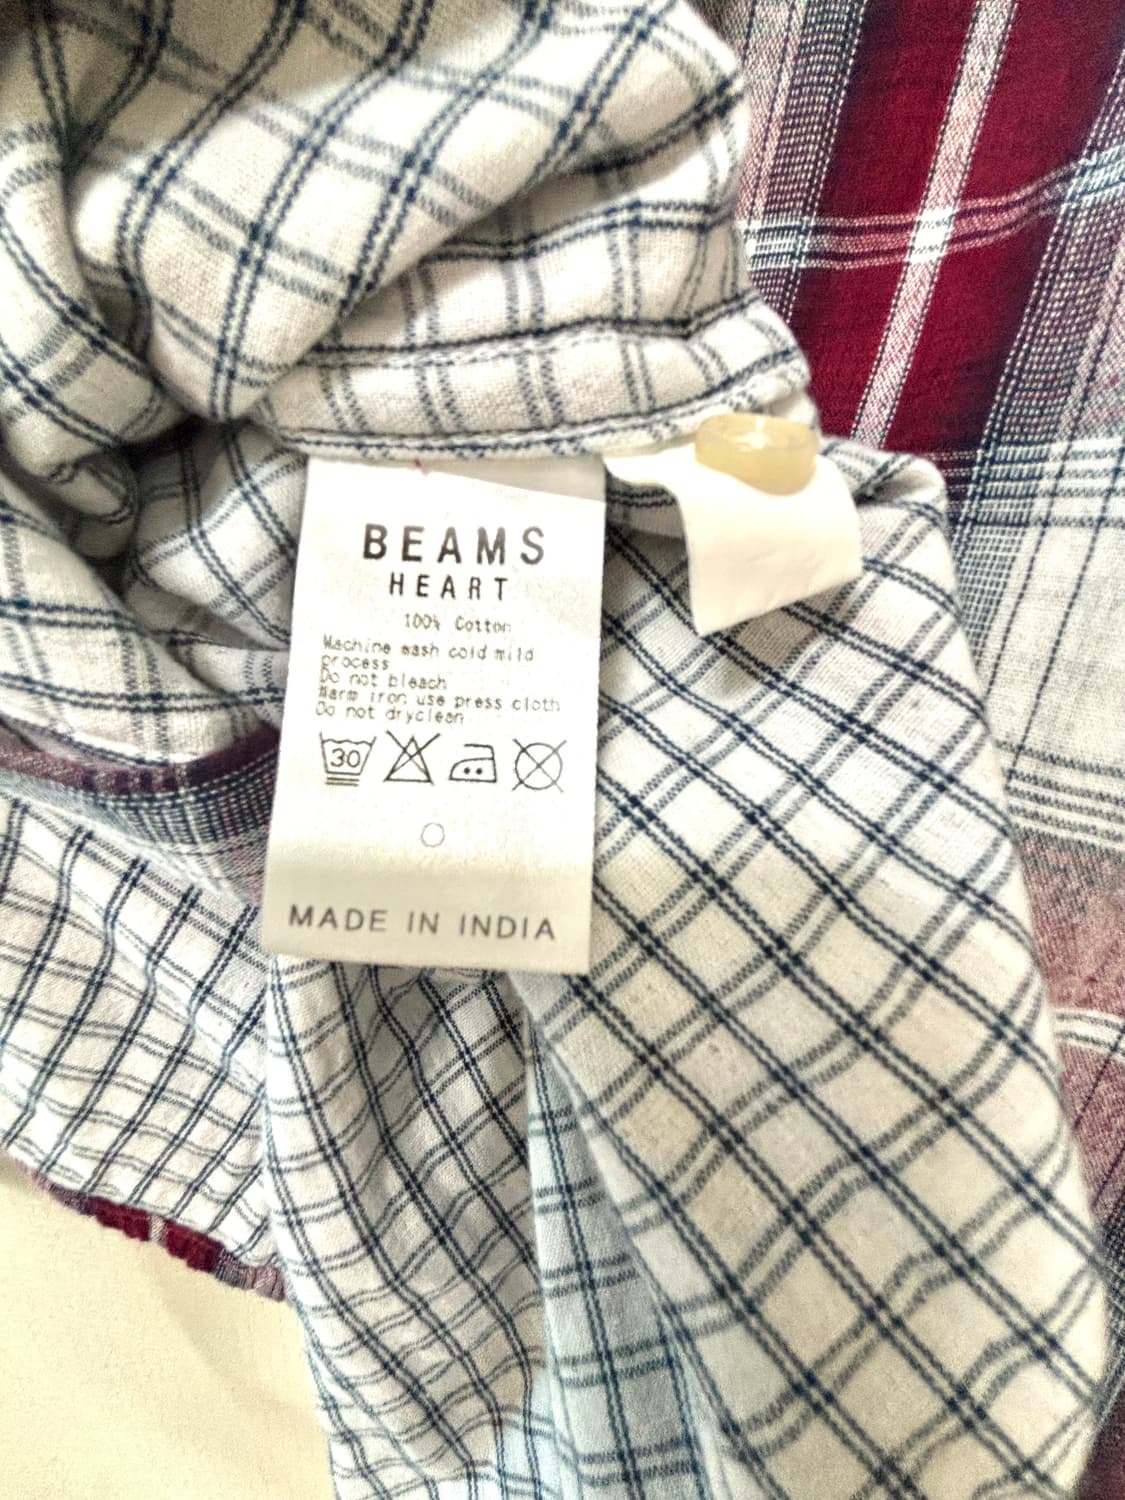 BEAMS
HEART
100% Cotton
Machine wash cold mild
process
Do not bleach
Warm iron use press cloth
Do not dryclean
30
MADE IN INDIA